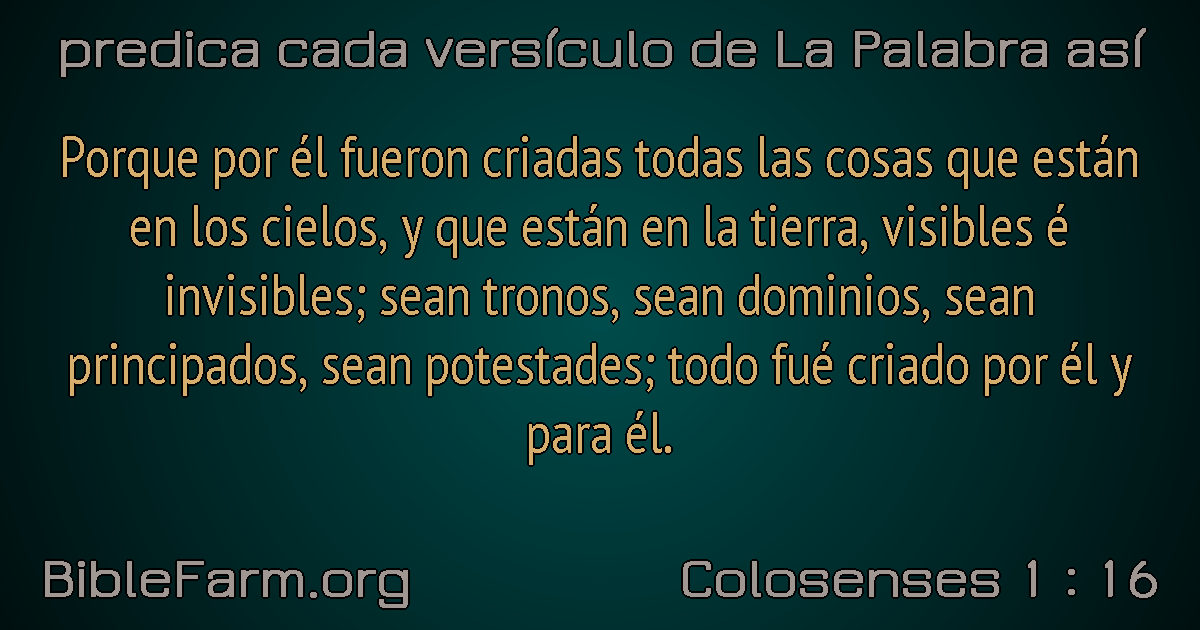 predica cada versículo de La Palabra así
Porque por él fueron criadas todas las cosas que están
en los cielos, y que están en la tierra, visibles é
invisibles; sean tronos, sean dominios, sean
principados, sean potestades; todo fué criado por él y
para él.
BibleFarm.org
Colosenses 1 : 16